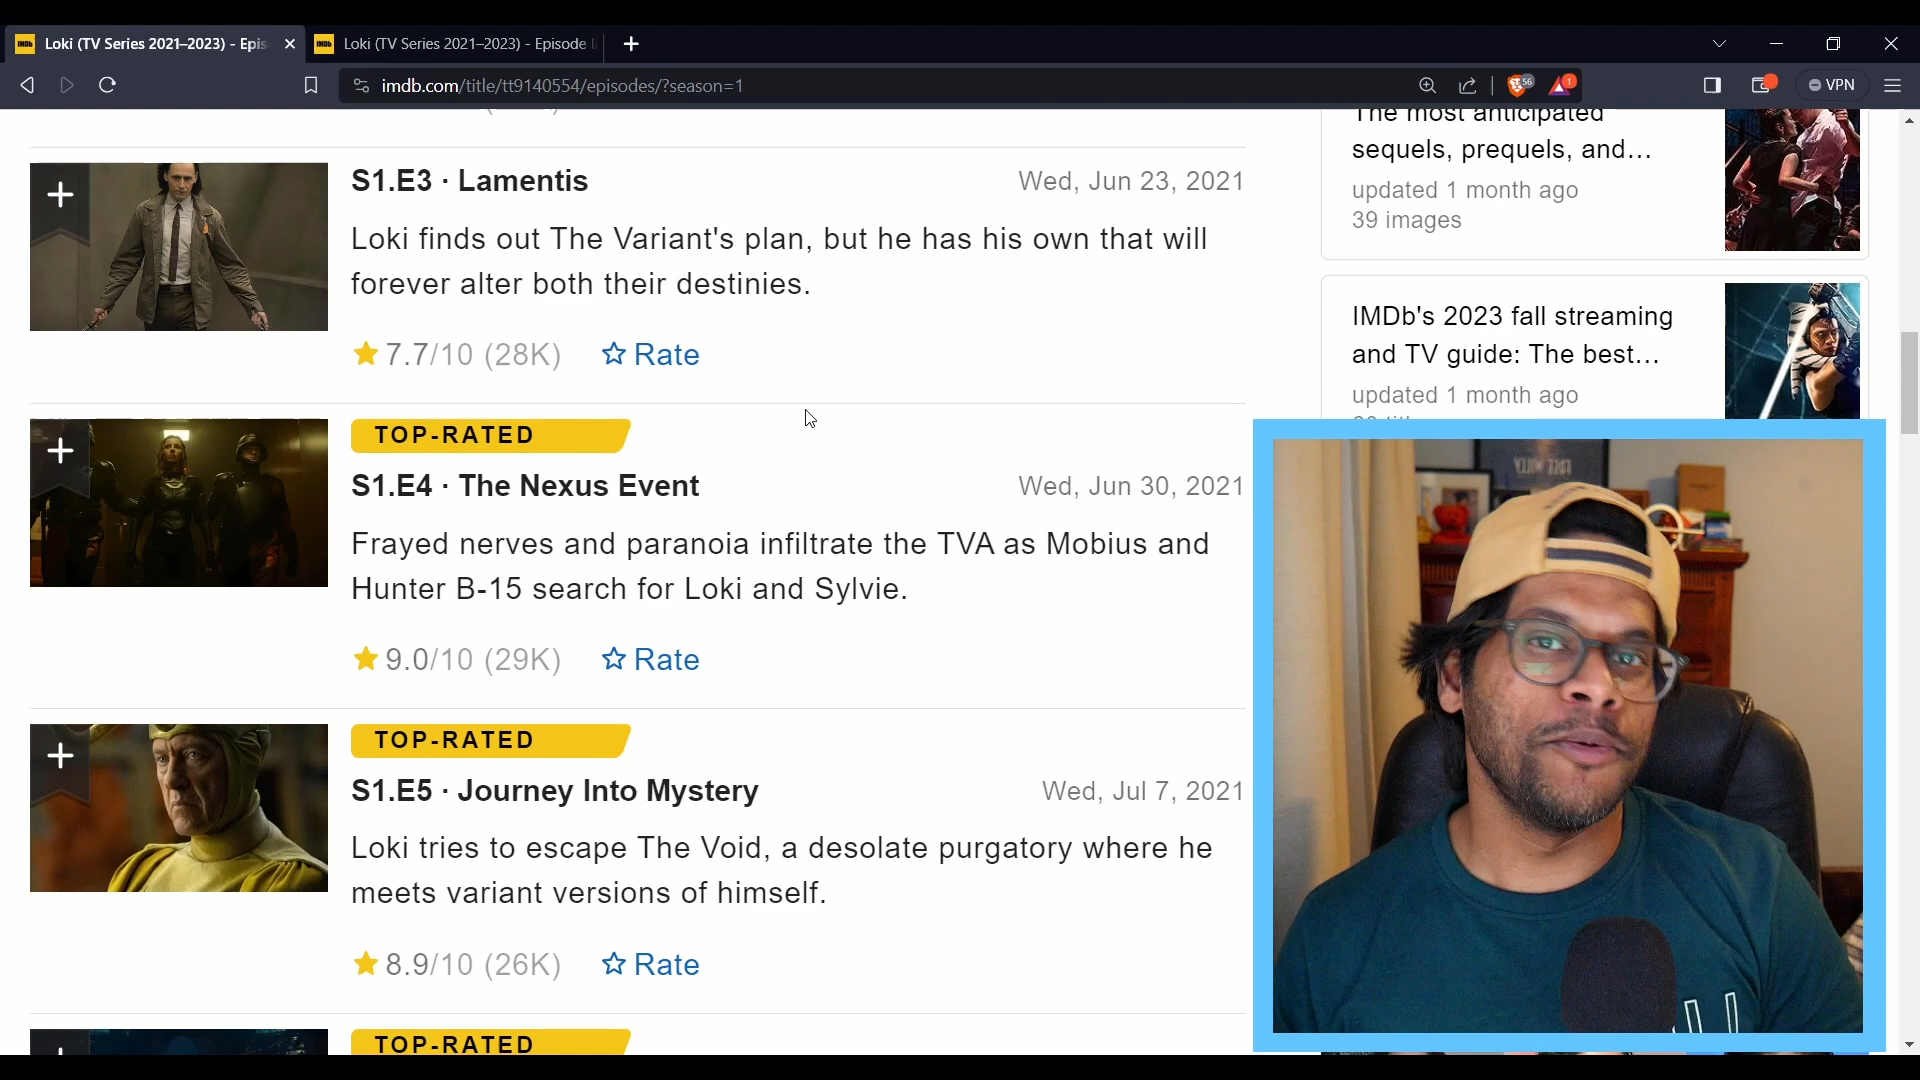 IMDb Loki (TV Series 2021–2023) - Epis
IMDb Loki (TV Series 2021–2023) - Episode
imdb.com/title/tt9140554/episodes/?season=1
56
1
VPN
S1.E3 · Lamentis
Wed, Jun 23, 2021
Loki finds out The Variant's plan, but he has his own that will
forever alter both their destinies.
7.7/10 (28K)
Rate
TOP-RATED
S1.E4 · The Nexus Event
Wed, Jun 30, 2021
Frayed nerves and paranoia infiltrate the TVA as Mobius and
Hunter B-15 search for Loki and Sylvie.
9.0/10 (29K)
Rate
TOP-RATED
S1.E5 · Journey Into Mystery
Wed, Jul 7, 2021
Loki tries to escape The Void, a desolate purgatory where he
meets variant versions of himself.
8.9/10 (26K)
Rate
TOP-RATED
The most anticipated
sequels, prequels, and...
updated 1 month ago
39 images
IMDb's 2023 fall streaming
and TV guide: The best...
updated 1 month ago